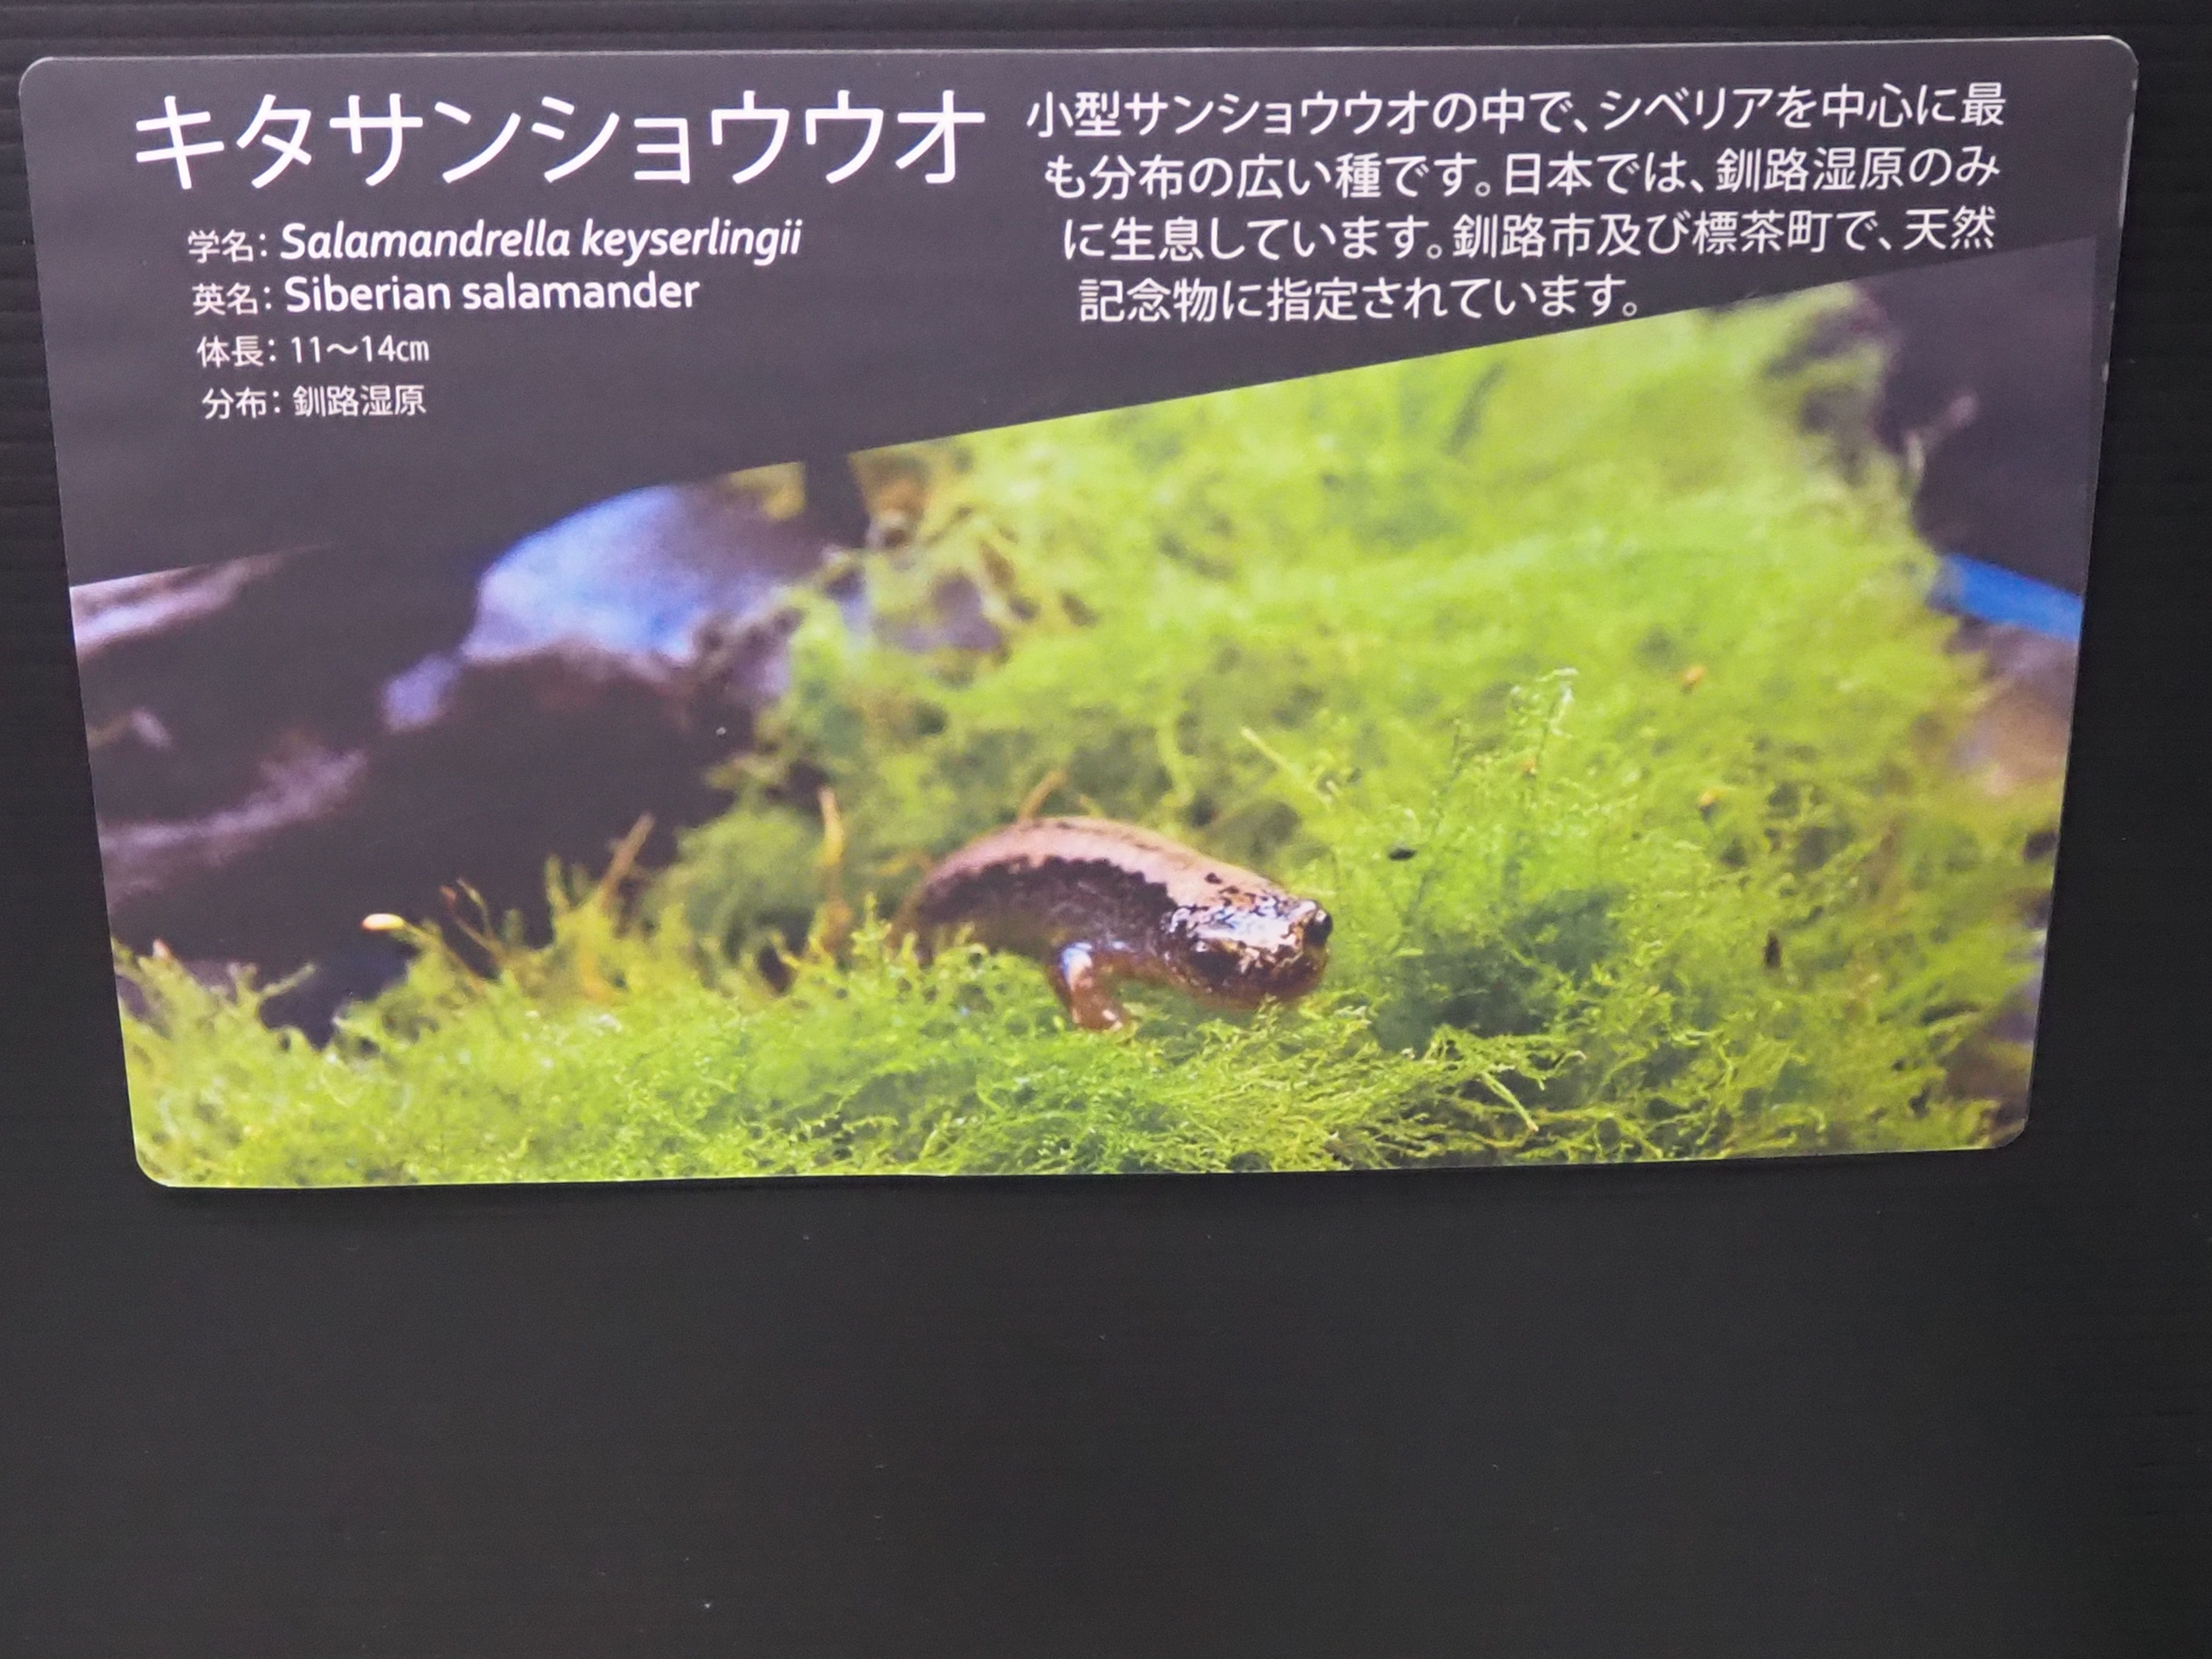 キタサンショウウオ
学名：Salamandrella keyserlingii
英名：Siberian salamander
体長：11～14㎝
分布：釧路湿原
小型サンショウウオの中で、シベリアを中心に最
も分布の広い種です。日本では、釧路湿原のみ
に生息しています。釧路市及び標茶町で、天然
記念物に指定されています。